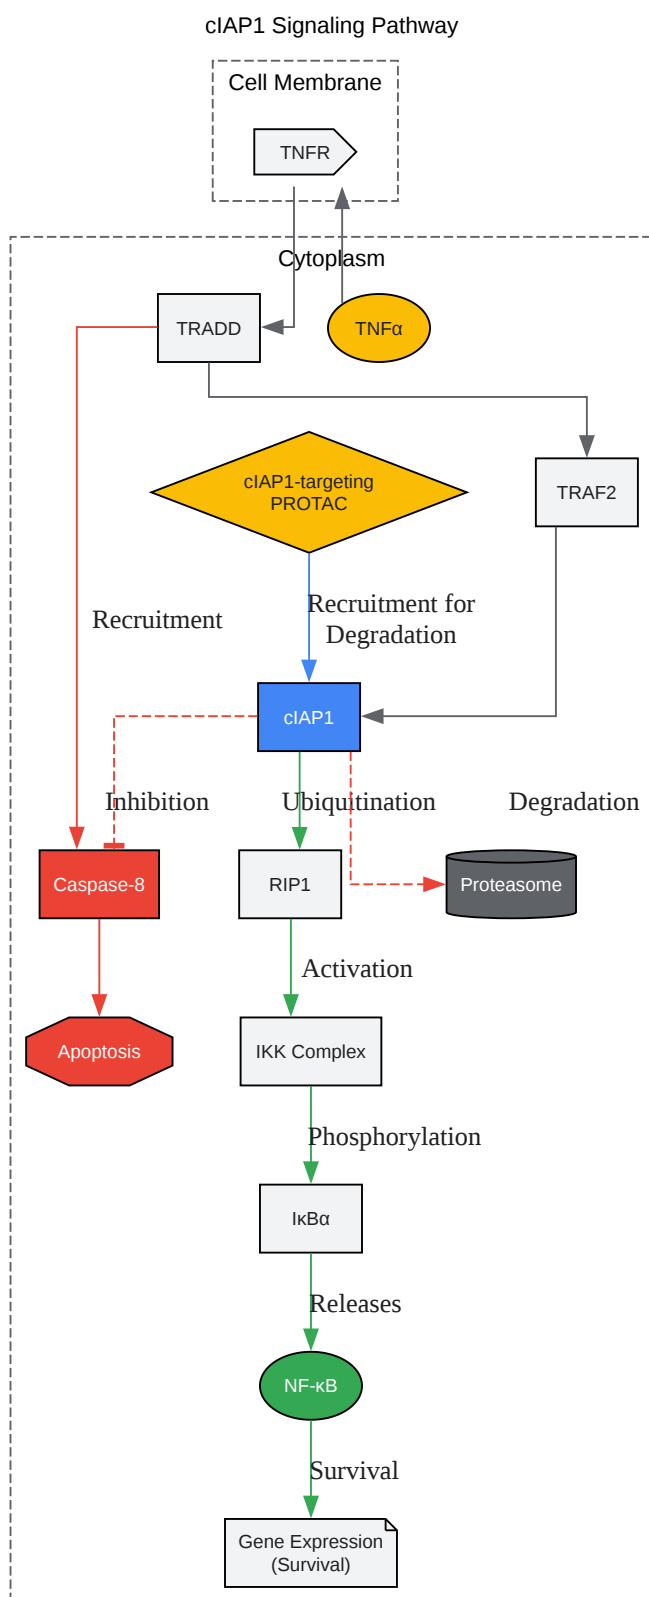 cIAP1 Signaling Pathway
Cell Membrane
TNFR
Cytoplasm
TRADD
TNFα
cIAP1-targeting
PROTAC
TRAF2
Recruitment
Recruitment for
Degradation
cIAP1
Inhibition
Ubiquitination
Degradation
Caspase-8
RIP1
Proteasome
Activation
Apoptosis
IKK Complex
Phosphorylation
IκBα
Releases
NF-κB
Survival
Gene Expression
(Survival)